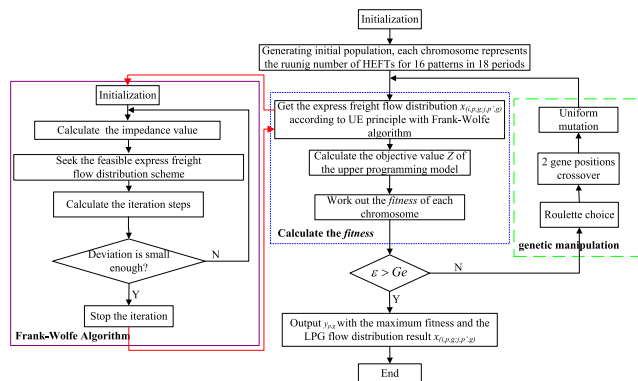 Initialization
Generating initial population, each chromosome represents
the ruunig number of HEFTs for 16 patterns in 18 periods
Get the express freight flow distribution x(i,p,g;j,p',g)
according to UE principle with Frank-Wolfe
algorithm
Calculate the objective value Z of
the upper programming model
Work out the fitness of each
chromosome
Calculate the fitness
ε > Ge
N
Y
Output yp,g with the maximum fitness and the
LPG flow distribution result x(i,p,g;j,p',g)
End
Initialization
Calculate the impedance value
Seek the feasible express freight
flow distribution scheme
Calculate the iteration steps
Deviation is small
enough?
N
Y
Stop the iteration
Frank-Wolfe Algorithm
Uniform
mutation
2 gene positions
crossover
Roulette choice
genetic manipulation